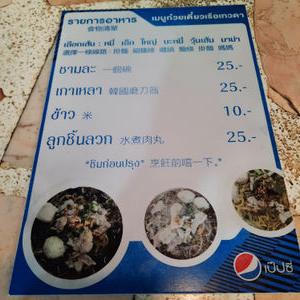 รายการอาหาร
食物清單
เมนูก๋วยเตี๋ยวเรือเทวดา
เลือกเส้น : หมี่ เล็ก ใหญ่ บะหมี่ วุ้นเส้น มาม่า
ชามละ 一個碗 25.-
เกาเหลา 韓國磨刀器 25.-
ข้าว 米 10.-
ลูกชิ้นลวก 水煮肉丸 25.-
"ชิมก่อนปรุง" 烹飪前嚐一下。"
เป๊ปซี่